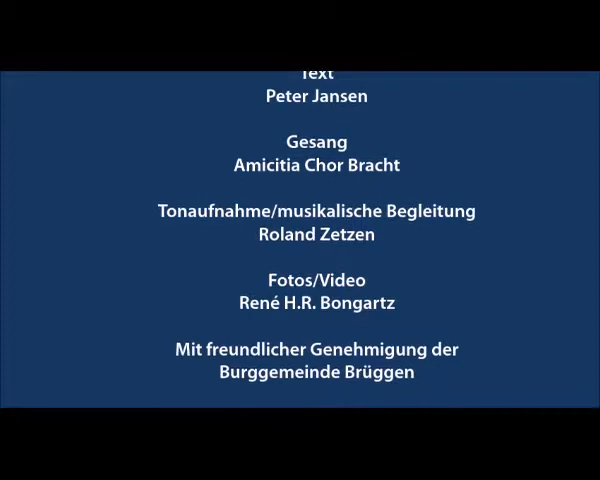 Text
Peter Jansen
Gesang
Amicitia Chor Bracht
Tonaufnahme/musikalische Begleitung
Roland Zetzen
Fotos/Video
René H.R. Bongartz
Mit freundlicher Genehmigung der
Burggemeinde Brüggen